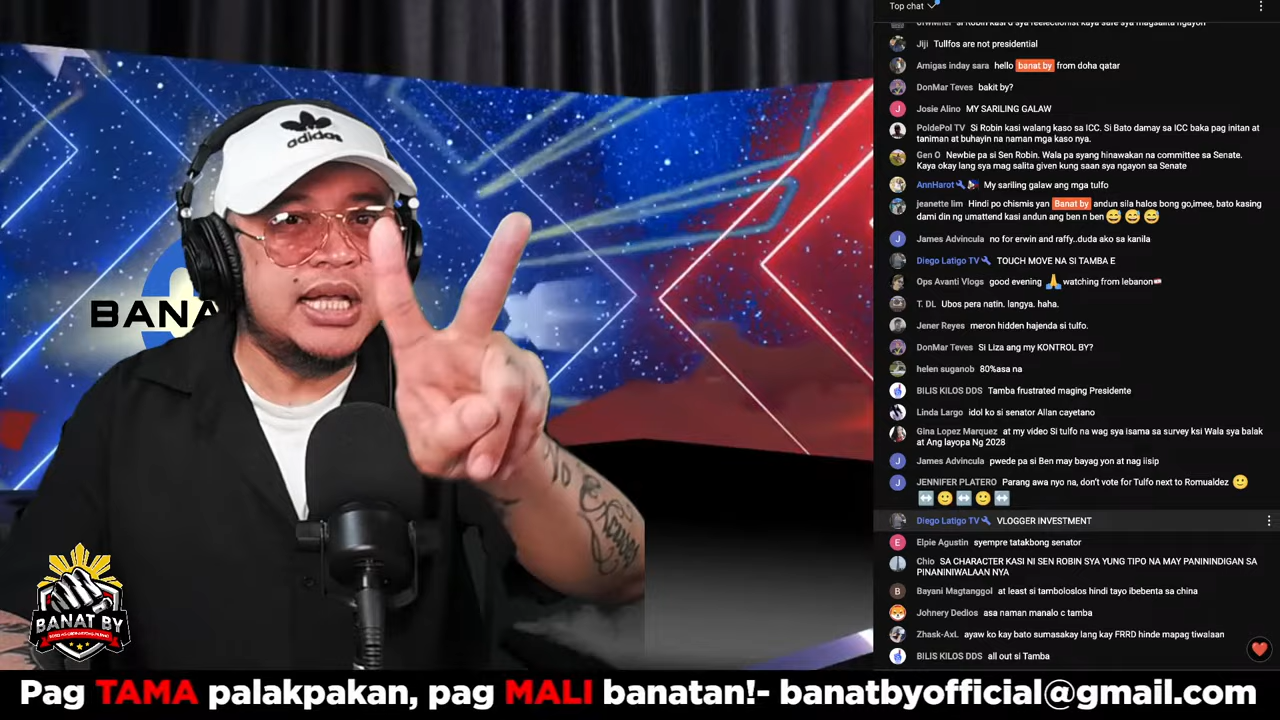 Top chat
si Robin kasi d sya reelectionist kaya safe sya magsalita ngayon
Jiji Tullfos are not presidential
Amigas inday sara hello banat by from doha qatar
DonMar Teves bakit by?
Josie Alino MY SARILING GALAW
PoldePol TV Si Robin kasi walang kaso sa ICC. Si Bato damay sa ICC baka pag initan at
taniman at buhayin na naman mga kaso nya.
Gen O Newbie pa si Sen Robin. Wala pa syang hinawakan na committee sa Senate.
Kaya okay lang sya mag salita given kung saan sya ngayon sa Senate
AnnHarot My sariling galaw ang mga tulfo
jeanette lim Hindi po chismis yan Banat by andun sila halos bong go,imee, bato kasing
dami din ng umattend kasi andun ang ben n ben 😅 😅 😅
James Advincula no for erwin and raffy..duda ako sa kanila
Diego Latigo TV TOUCH MOVE NA SI TAMBA E
Ops Avanti Vlogs good evening 🙏 watching from lebanon🇱🇧
T. DL Ubos pera natin. langya. haha.
Jener Reyes meron hidden hajenda si tulfo.
DonMar Teves Si Liza ang my KONTROL BY?
helen suganob 80%asa na
BILIS KILOS DDS Tamba frustrated maging Presidente
Linda Largo idol ko si senator Allan cayetano
Gina Lopez Marquez at my video Si tulfo na wag sya isama sa survey ksi Wala sya balak
at Ang layopa Ng 2028
James Advincula pwede pa si Ben may bayag yon at nag iisip
JENNIFER PLATERO Parang awa nyo na, don't vote for Tulfo next to Romualdez 🙂
↔️ 🙂 ↔️ 🙂 ↔️
Diego Latigo TV VLOGGER INVESTMENT
Elpie Agustin syempre tatakbong senator
Chio SA CHARACTER KASI NI SEN ROBIN SYA YUNG TIPO NA MAY PANININDIGAN SA
PINANINIWALAAN NYA
Bayani Magtanggol at least si tamboloslos hindi tayo ibebenta sa china
Johnery Dedios asa naman manalo c tamba
Zhask-AxL ayaw ko kay bato sumasakay lang kay FRRD hinde mapag tiwalaan
BILIS KILOS DDS all out si Tamba
adidas
BANA
BANAT BY
Pag TAMA palakpakan, pag MALI banatan!- banatbyofficial@gmail.com